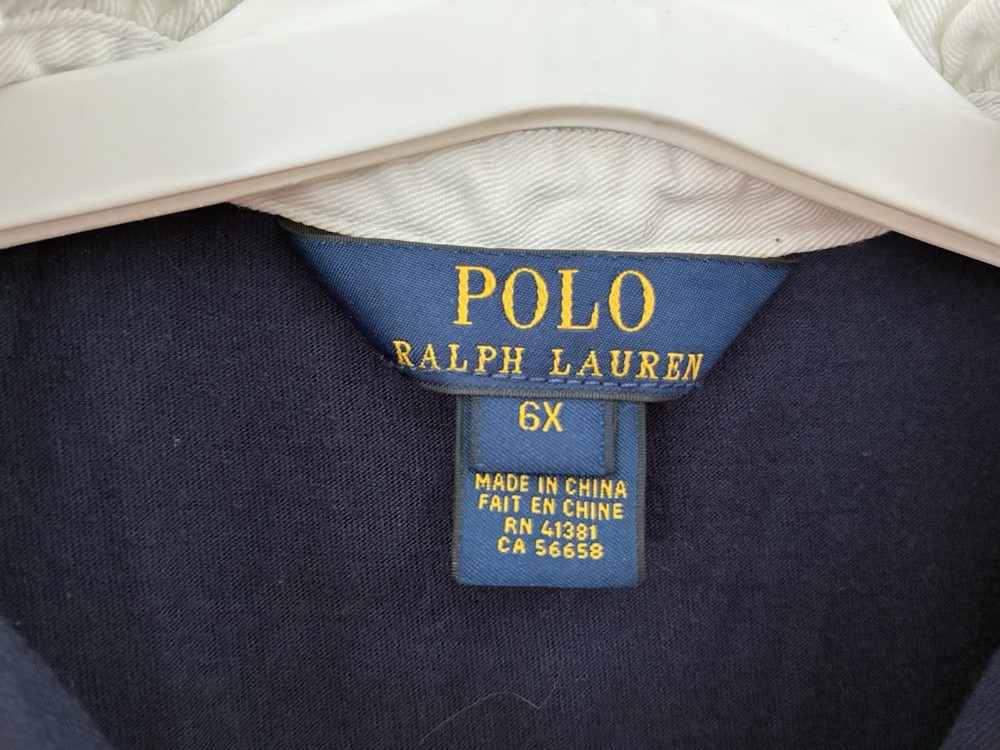 POLO
RALPH LAUREN
6X
MADE IN CHINA
FAIT EN CHINE
RN 41381
CA 56658